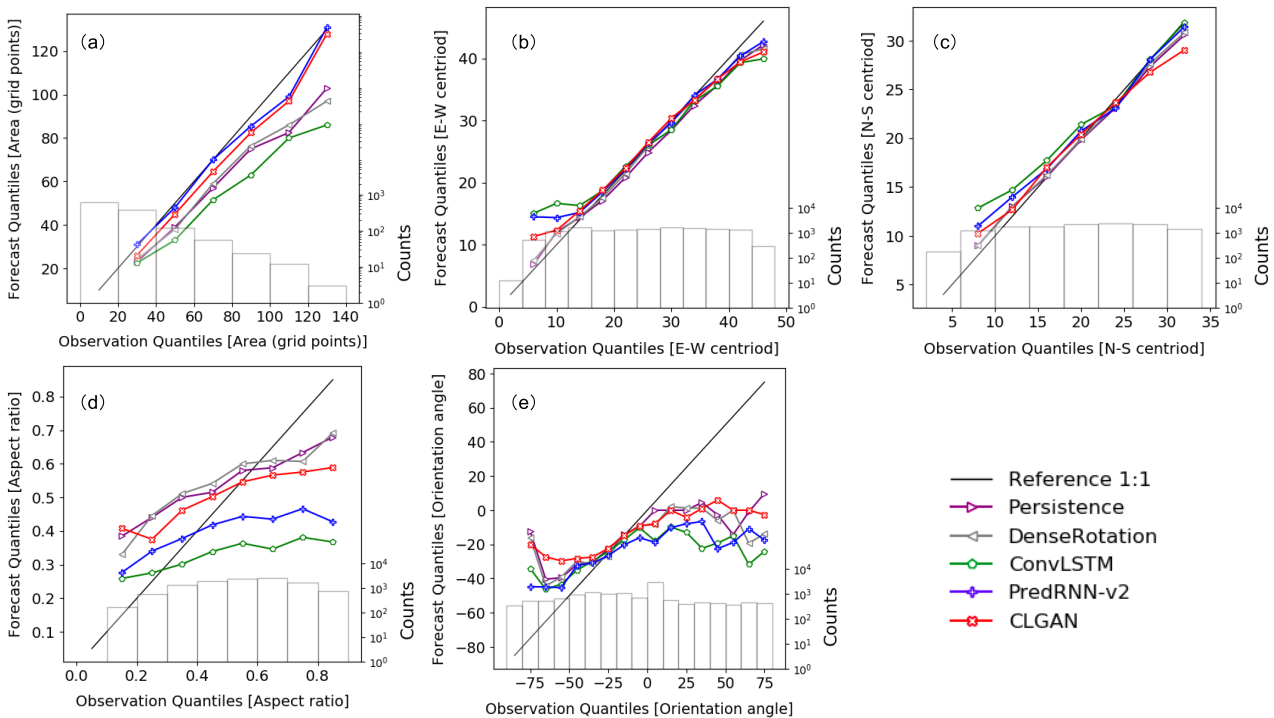 (a)
Forecast Quantiles [Area (grid points)]
120
100
80
60
40
20
10³
10²
10¹
10⁰
Counts
0 20 40 60 80 100 120 140
Observation Quantiles [Area (grid points)]
(b)
Forecast Quantiles [E-W centriod]
40
30
20
10
0
10⁴
10³
10²
10¹
10⁰
Counts
0 10 20 30 40 50
Observation Quantiles [E-W centriod]
(c)
Forecast Quantiles [N-S centriod]
30
25
20
15
10
5
10⁴
10³
10²
10¹
10⁰
Counts
5 10 15 20 25 30 35
Observation Quantiles [N-S centriod]
(d)
Forecast Quantiles [Aspect ratio]
0.8
0.7
0.6
0.5
0.4
0.3
0.2
0.1
10⁴
10³
10²
10¹
10⁰
Counts
0.0 0.2 0.4 0.6 0.8
Observation Quantiles [Aspect ratio]
(e)
Forecast Quantiles [Orientation angle]
80
60
40
20
0
−20
−40
−60
−80
10⁴
10³
10²
10¹
10⁰
Counts
−75 −50 −25 0 25 50 75
Observation Quantiles [Orientation angle]
Reference 1:1
Persistence
DenseRotation
ConvLSTM
PredRNN-v2
CLGAN